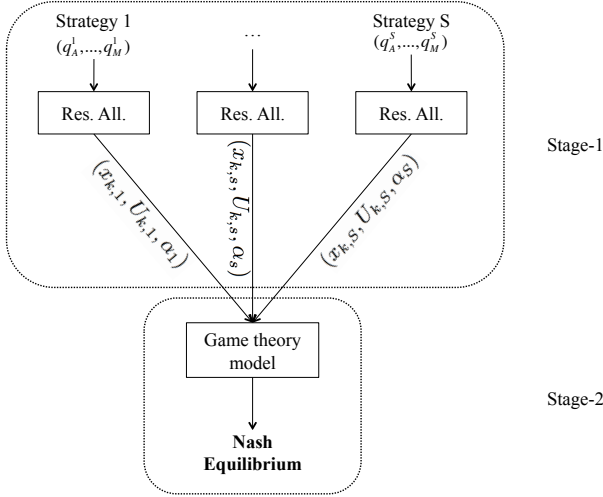 Strategy 1
(q_A^1,...,q_M^1)
...
Strategy S
(q_A^S,...,q_M^S)
Res. All.
Res. All.
Res. All.
Stage-1
(x_{k,1}, U_{k,1}, α_1)
(x_{k,s}, U_{k,s}, α_s)
(x_{k,S}, U_{k,S}, α_S)
Game theory
model
Stage-2
Nash
Equilibrium